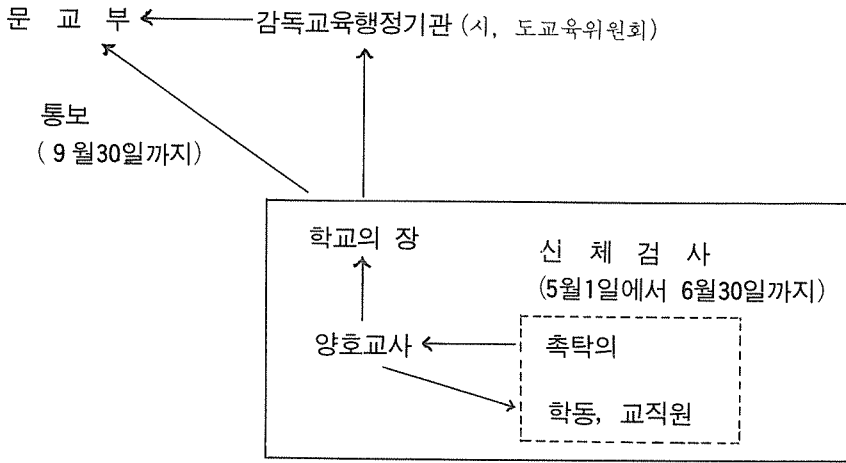 문 교 부 감독교육행정기관 (시, 도교육위원회)
통보
( 9월30일까지)
학교의 장
신 체 검 사
(5월1일에서 6월30일까지)
양호교사
촉탁의
학동, 교직원